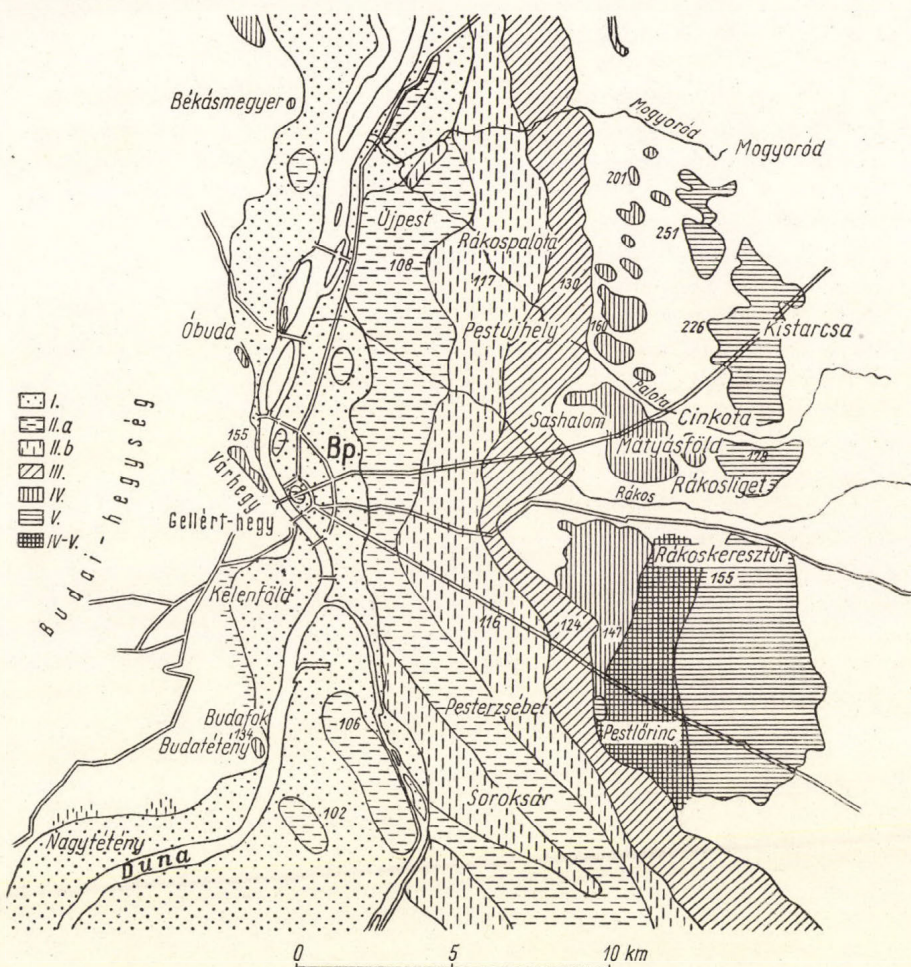 Békásmegyer
Mogyoród
Mogyoród
201
Újpest
251
Rákospalota
108
117
130
Óbuda
Pestujhely
160
226
Kistarcsa
Palota
I.
II.a
II.b
III.
IV.
V.
IV-V.
Budai-hegység
155
Várhegy
Bp.
Sashalom
Cinkota
Mátyásföld
178
Rákosliget
Rákos
Gellért-hegy
Rákoskeresztúr
155
Kelenföld
116
124
147
Budafok
134
Budatétény
106
Pesterzsébet
Pestlőrinc
102
Soroksár
Nagytétény
Duna
0 5 10 km